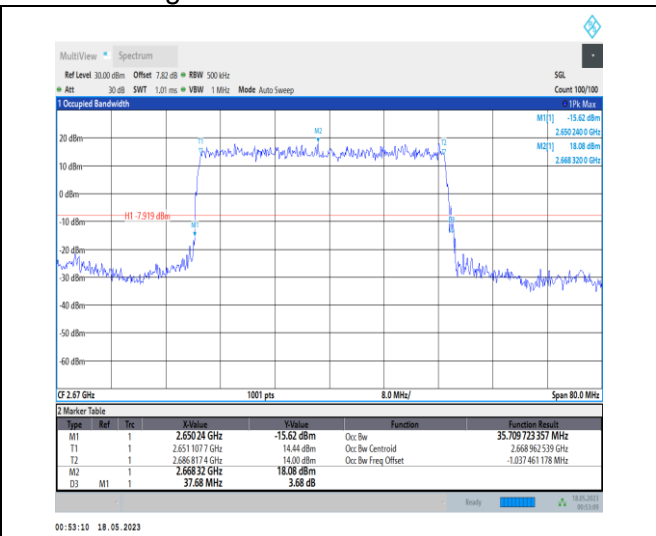 MultiView Spectrum
Ref Level 30.00 dBm Offset 7.82 dB RBW 500 kHz SGL
Att 30 dB SWT 1.01 ms VBW 1 MHz Mode Auto Sweep Count 100/100
1 Occupied Bandwidth 1Pk Max
M1[1] -15.62 dBm
2.650 240 0 GHz
M2[1] 18.08 dBm
2.668 320 0 GHz
M2
20 dBm
T1 T2
10 dBm
0 dBm
H1 -7.919 dBm
-10 dBm
M1
-20 dBm
-30 dBm
-40 dBm
-50 dBm
-60 dBm
CF 2.67 GHz 1001 pts 8.0 MHz/ Span 80.0 MHz
2 Marker Table
Type Ref Trc X-Value Y-Value Function Function Result
M1 1 2.65024 GHz -15.62 dBm Occ Bw 35.709 723 357 MHz
T1 1 2.651 107 7 GHz 14.44 dBm Occ Bw Centroid 2.668 962 539 GHz
T2 1 2.686 817 4 GHz 14.00 dBm Occ Bw Freq Offset -1.037 461 178 MHz
M2 1 2.66832 GHz 18.08 dBm
D3 M1 1 37.68 MHz 3.68 dB
Ready 18.05.2023
00:53:09
00:53:10 18.05.2023